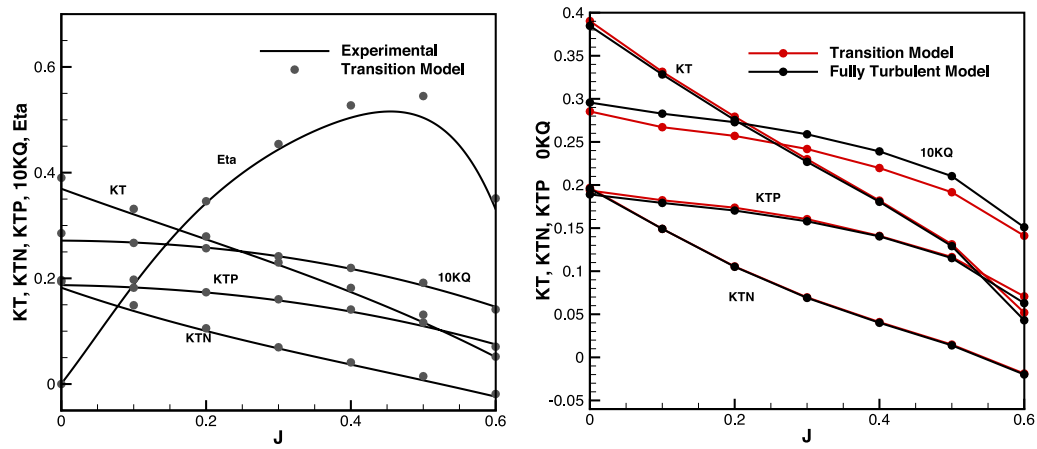 KT, KTN, KTP, 10KQ, Eta
0.6
0.4
0.2
0
Experimental
Transition Model
Eta
KT
10KQ
KTP
KTN
0 0.2 0.4 0.6
J
KT, KTN, KTP 0KQ
0.4
0.35
0.3
0.25
0.2
0.15
0.1
0.05
0
-0.05
Transition Model
Fully Turbulent Model
KT
10KQ
KTP
KTN
0 0.2 0.4 0.6
J